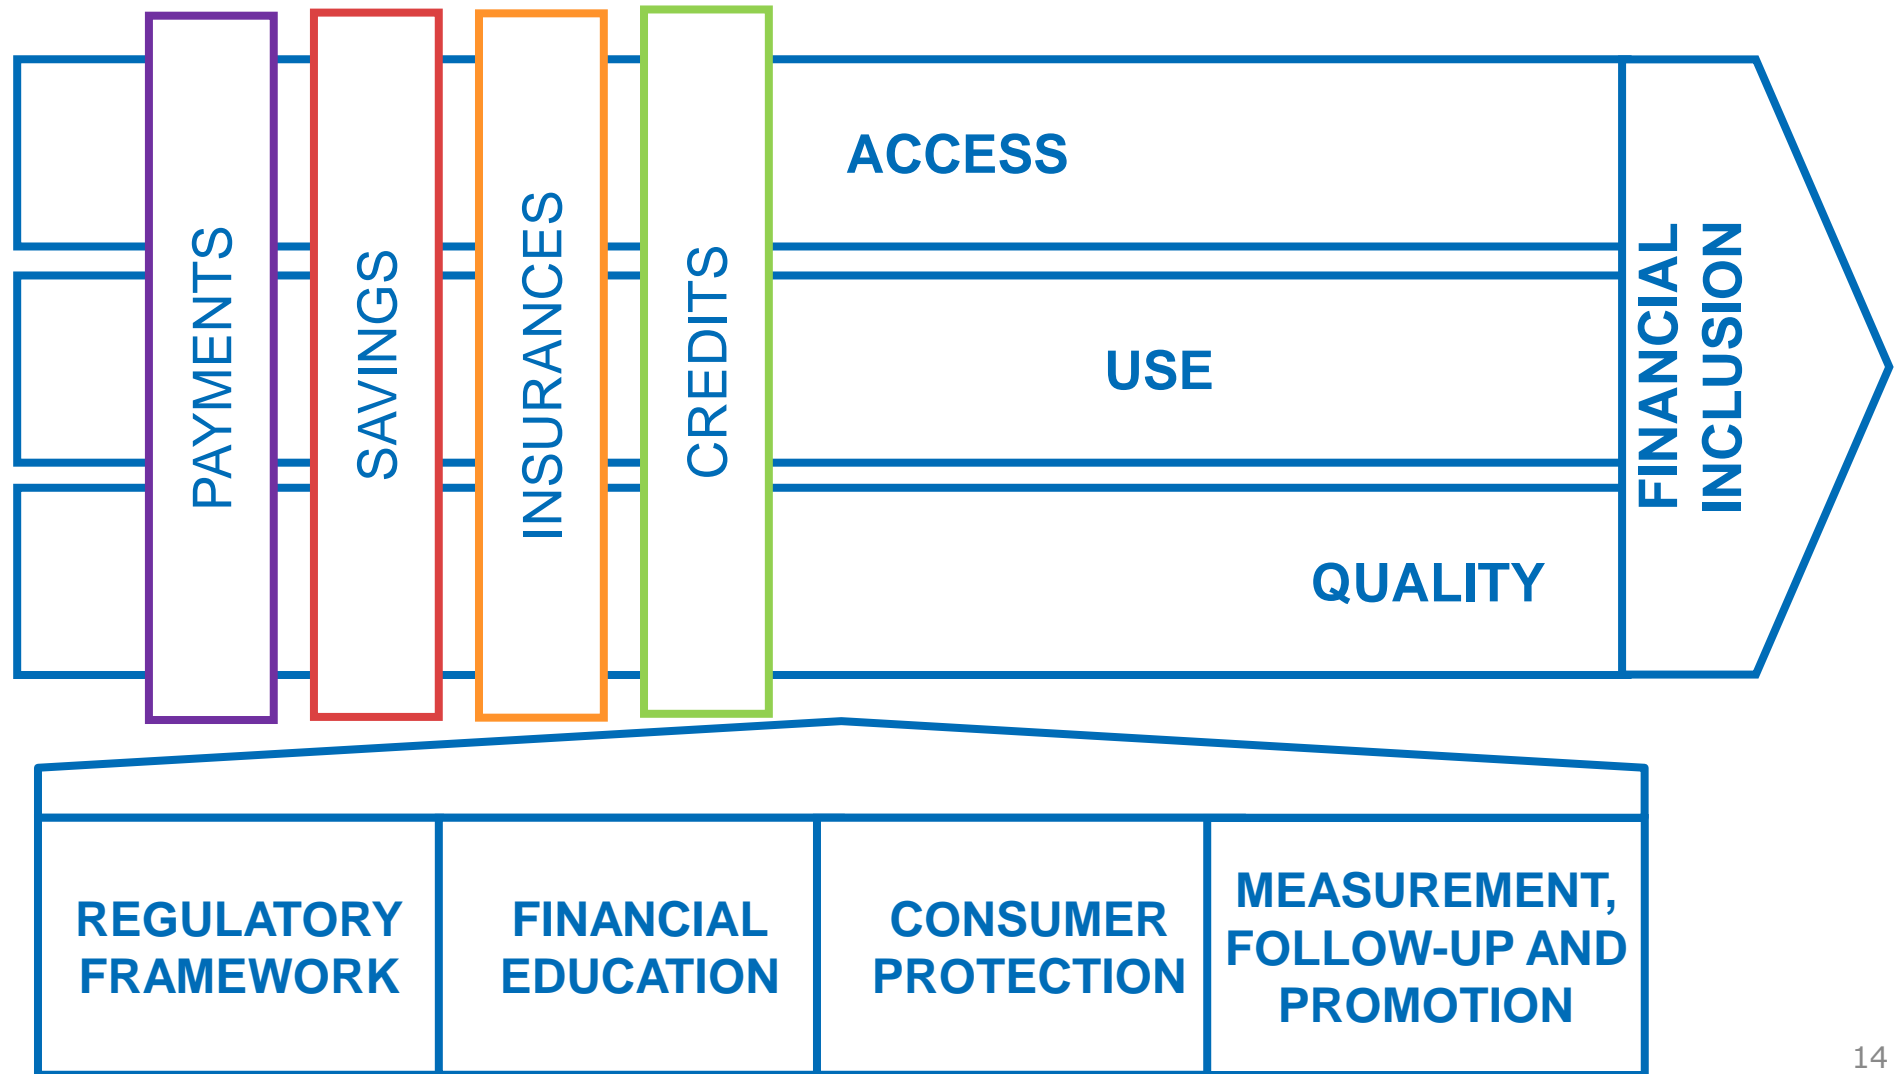 PAYMENTS
SAVINGS
INSURANCES
CREDITS
ACCESS
USE
QUALITY
FINANCIAL
INCLUSION
REGULATORY
FRAMEWORK
FINANCIAL
EDUCATION
CONSUMER
PROTECTION
MEASUREMENT,
FOLLOW-UP AND
PROMOTION
14